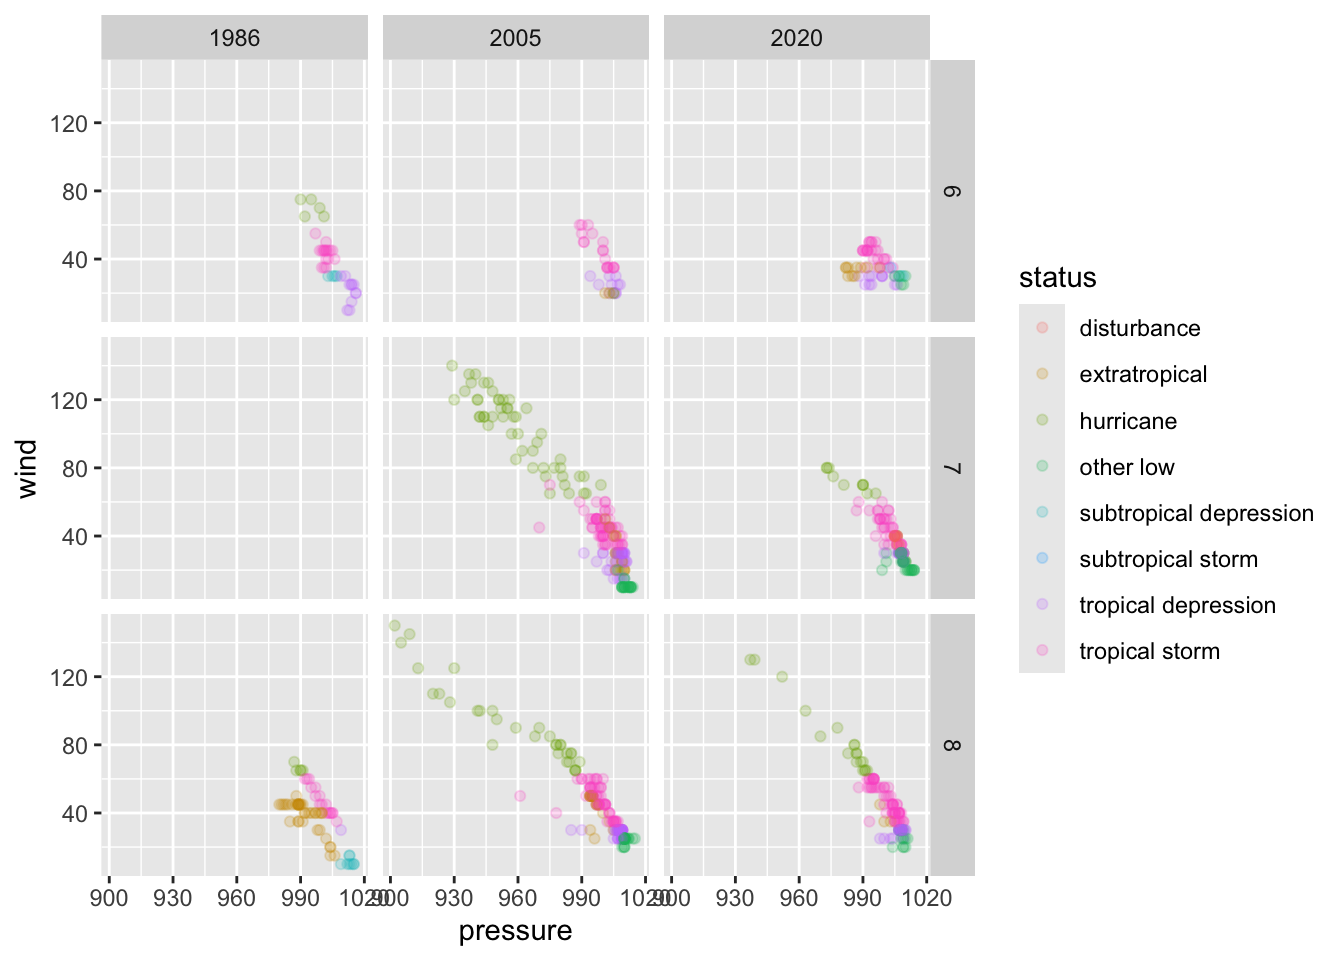 1986 2005 2020
120
80
40
6
120
80
40
7
120
80
40
8
wind
900 930 960 990 1020 900 930 960 990 1020 900 930 960 990 1020
pressure
status
disturbance
extratropical
hurricane
other low
subtropical depression
subtropical storm
tropical depression
tropical storm